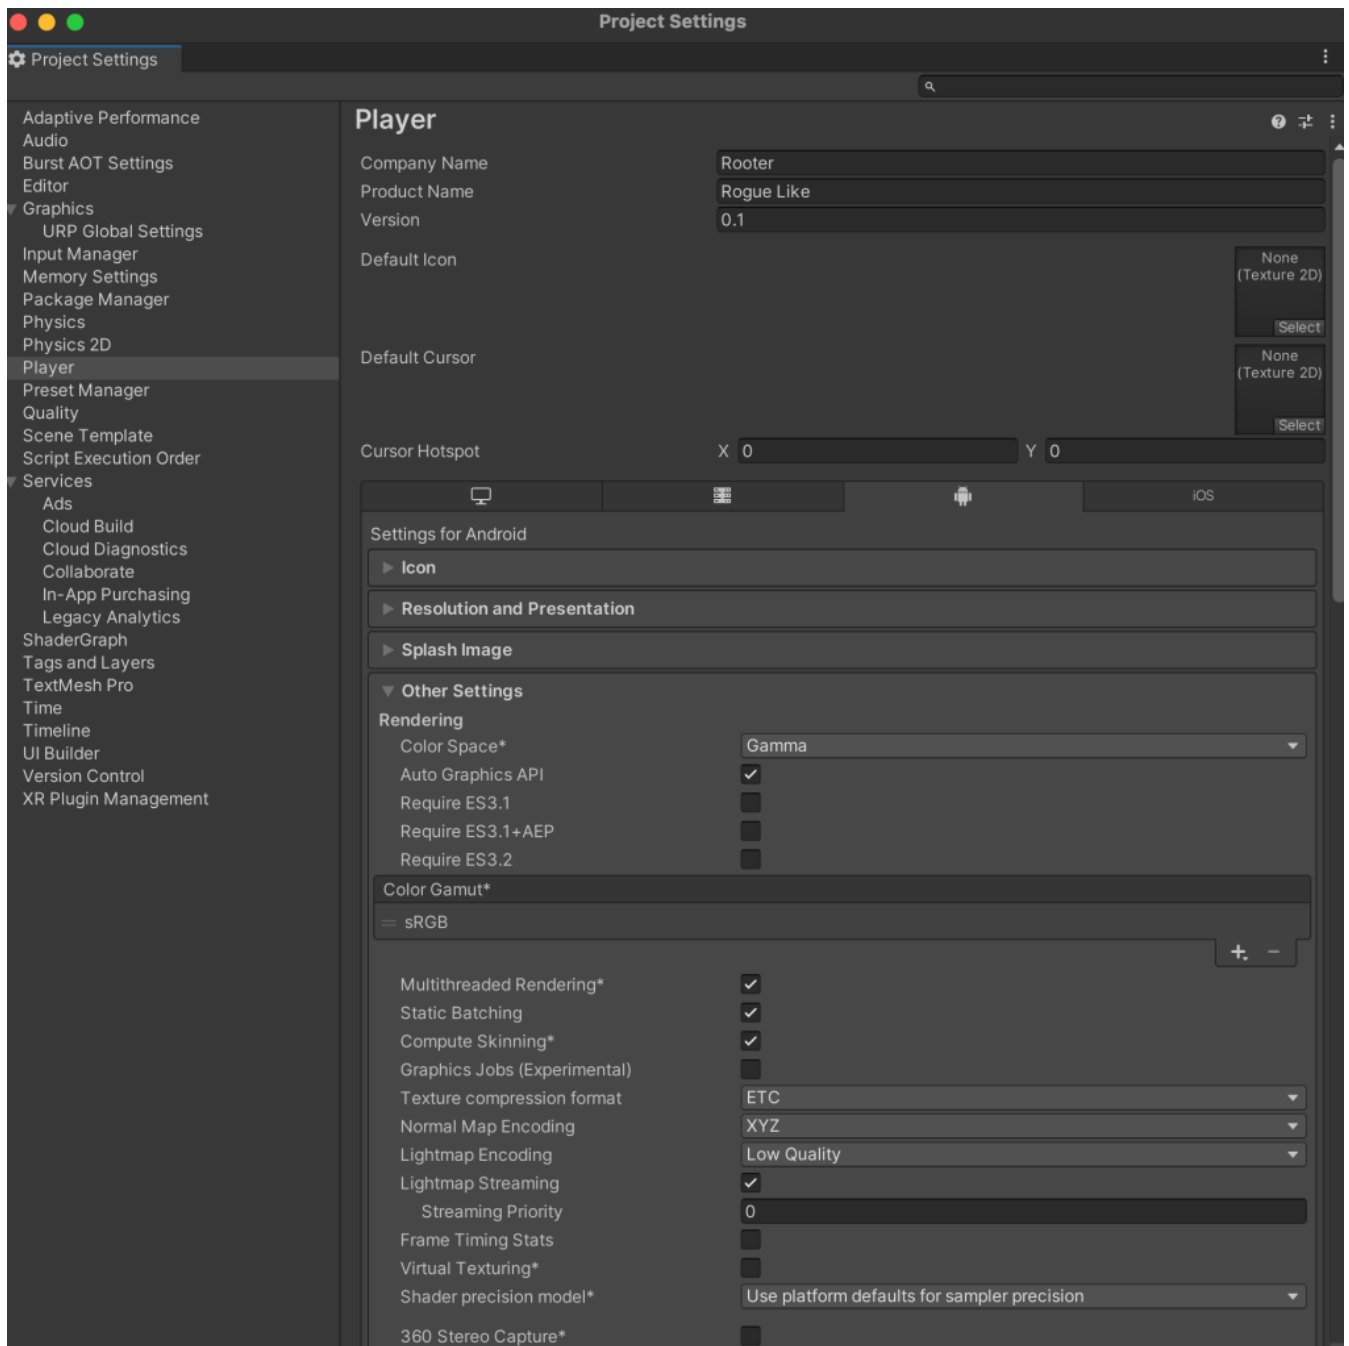 Project Settings
Project Settings
Adaptive Performance
Audio
Burst AOT Settings
Editor
Graphics
URP Global Settings
Input Manager
Memory Settings
Package Manager
Physics
Physics 2D
Player
Preset Manager
Quality
Scene Template
Script Execution Order
Services
Ads
Cloud Build
Cloud Diagnostics
Collaborate
In-App Purchasing
Legacy Analytics
ShaderGraph
Tags and Layers
TextMesh Pro
Time
Timeline
UI Builder
Version Control
XR Plugin Management
Player
Company Name Rooter
Product Name Rogue Like
Version 0.1
Default Icon
None
(Texture 2D)
Select
Default Cursor
None
(Texture 2D)
Select
Cursor Hotspot X 0 Y 0
iOS
Settings for Android
Icon
Resolution and Presentation
Splash Image
Other Settings
Rendering
Color Space* Gamma
Auto Graphics API
Require ES3.1
Require ES3.1+AEP
Require ES3.2
Color Gamut*
sRGB
Multithreaded Rendering*
Static Batching
Compute Skinning*
Graphics Jobs (Experimental)
Texture compression format ETC
Normal Map Encoding XYZ
Lightmap Encoding Low Quality
Lightmap Streaming
Streaming Priority 0
Frame Timing Stats
Virtual Texturing*
Shader precision model* Use platform defaults for sampler precision
360 Stereo Capture*